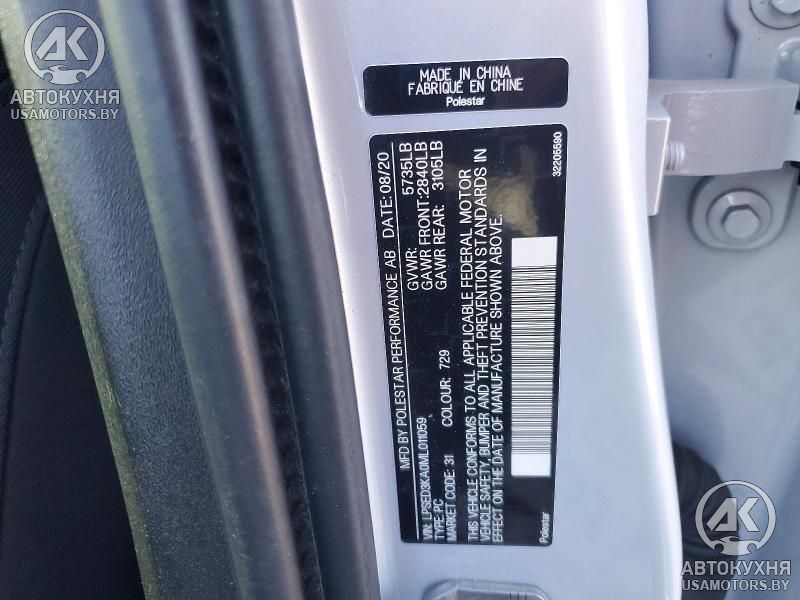 АК
АВТОКУХНЯ
USAMOTORS.BY
MADE IN CHINA
FABRIQUÉ EN CHINE
Polestar
MFD BY POLESTAR PERFORMANCE AB DATE: 08/20
GVWR: 5735LB
GAWR FRONT:2840LB
GAWR REAR: 3105LB
VIN: LPSED3KA0ML011059
TYPE: PC
MARKET CODE: 31 COLOUR: 729
THIS VEHICLE CONFORMS TO ALL APPLICABLE FEDERAL MOTOR
VEHICLE SAFETY, BUMPER AND THEFT PREVENTION STANDARDS IN
EFFECT ON THE DATE OF MANUFACTURE SHOWN ABOVE.
Polestar
32205590
АК
АВТОКУХНЯ
USAMOTORS.BY